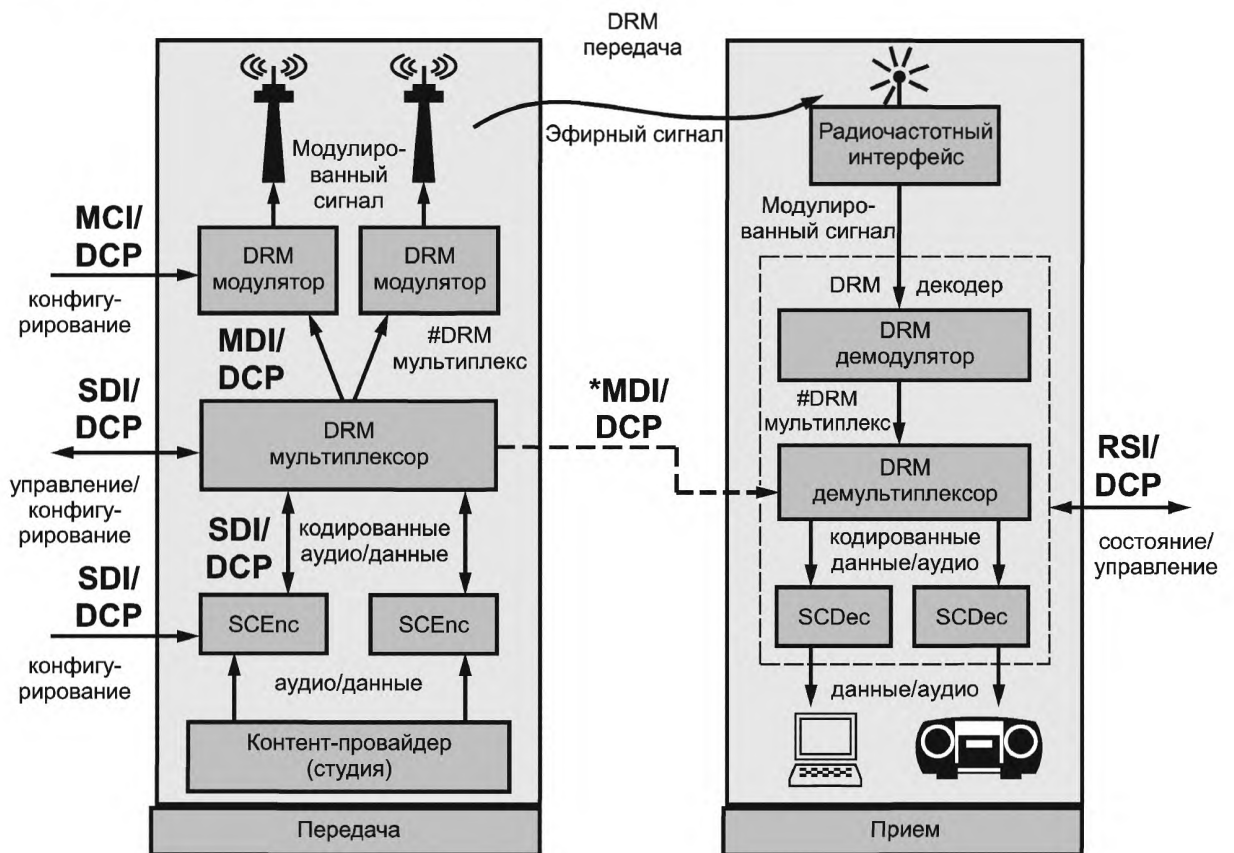 DRM
передача
Эфирный сигнал
Модулиро-
ванный
сигнал
MCI/
DCP
конфигу-
рирование
DRM
модулятор
DRM
модулятор
MDI/
DCP
#DRM
мультиплекс
SDI/
DCP
управление/
конфигу-
рирование
DRM
мультиплексор
SDI/
DCP
кодированные
аудио/данные
SDI/
DCP
конфигу-
рирование
SCEnc
SCEnc
аудио/данные
Контент-провайдер
(студия)
Передача
*MDI/
DCP
Радиочастотный
интерфейс
Модулиро-
ванный сигнал
DRM декодер
DRM
демодулятор
#DRM
мультиплекс
DRM
демультиплексор
RSI/
DCP
состояние/
управление
кодированные
данные/аудио
SCDec
SCDec
данные/аудио
Прием